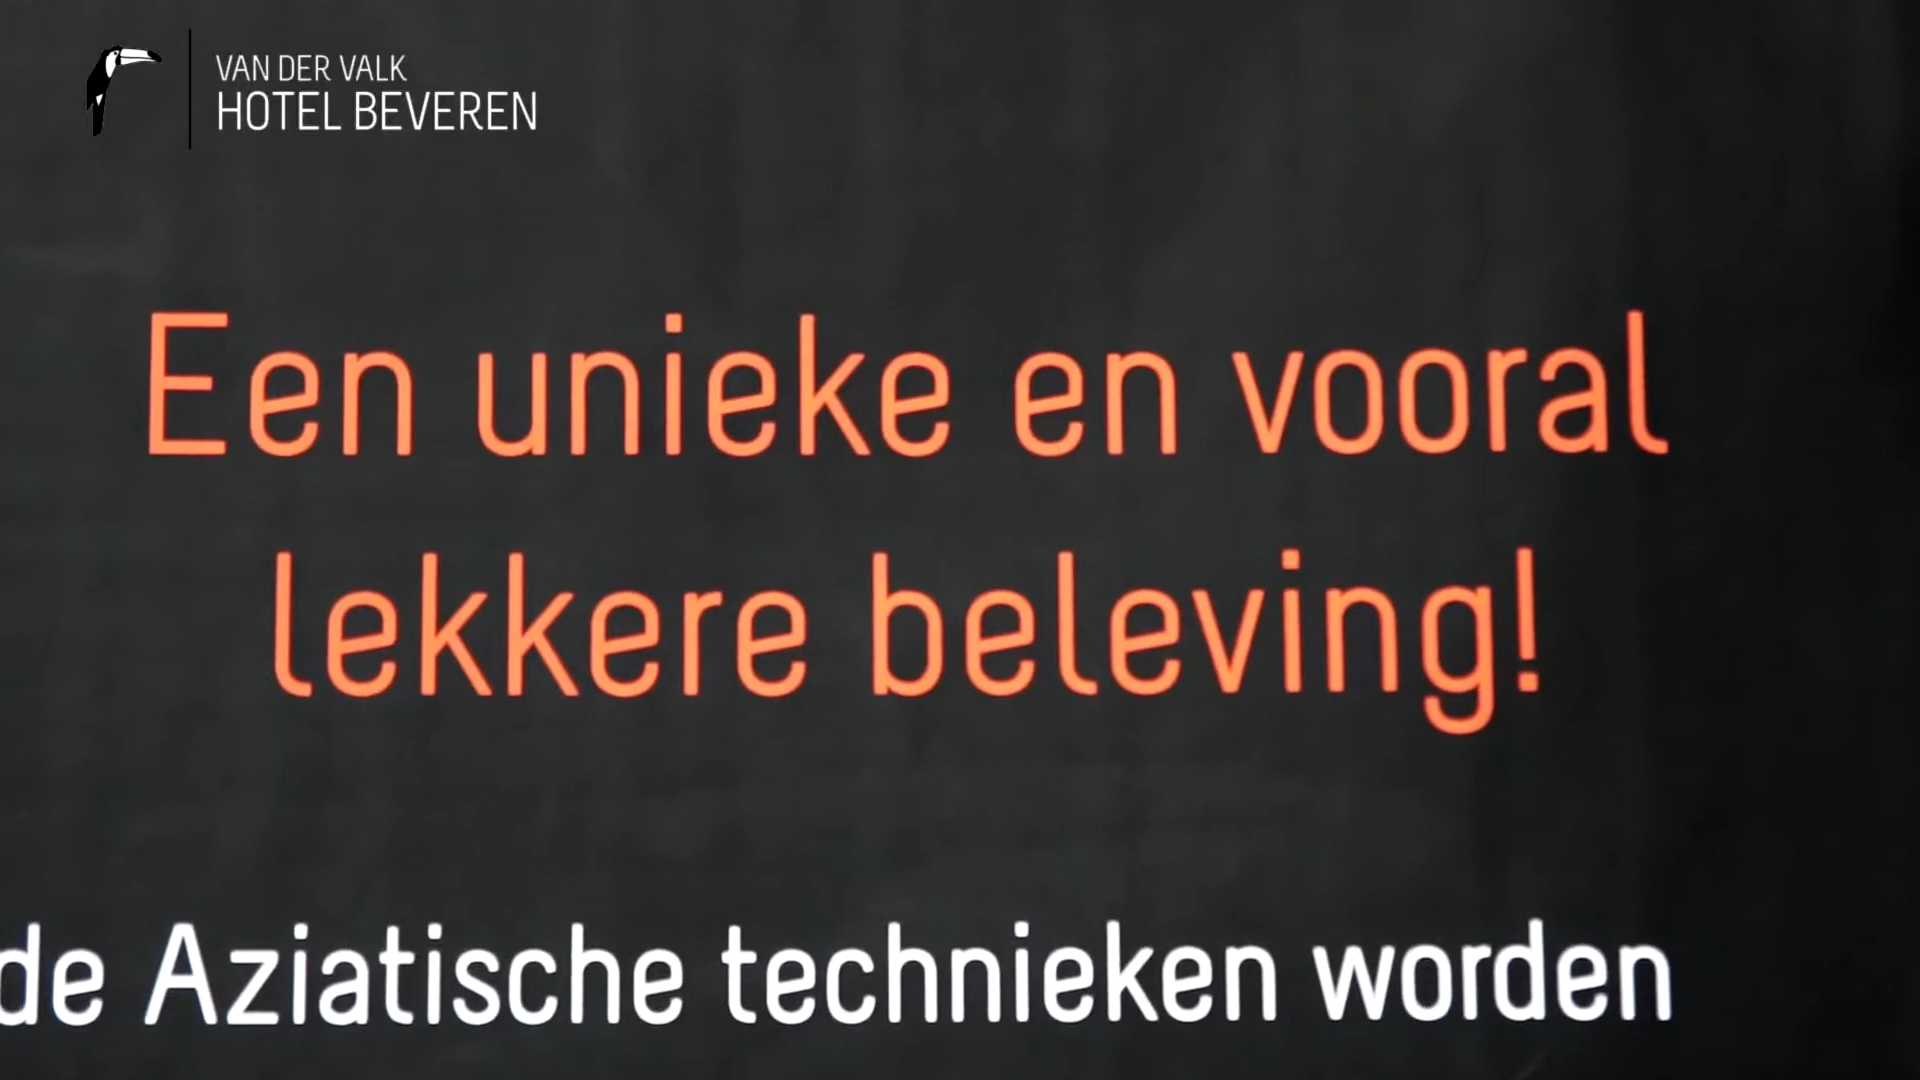 VAN DER VALK
HOTEL BEVEREN
Een unieke en vooral
lekkere beleving!
de Aziatische technieken worden